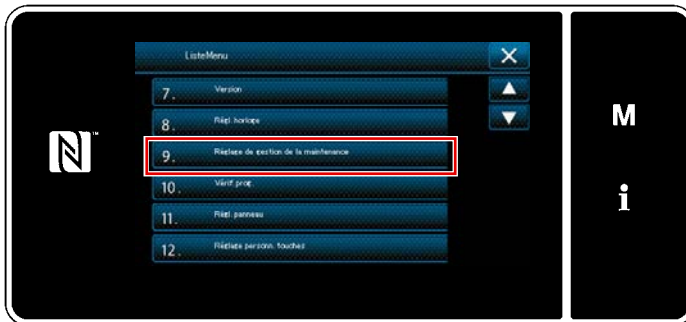 ListeMenu
7. Version
8. Régl. horloge
9. Réglage de gestion de la maintenance
10. Vérif. prog.
11. Régl. panneau
12. Réglage personn. touches
M
i